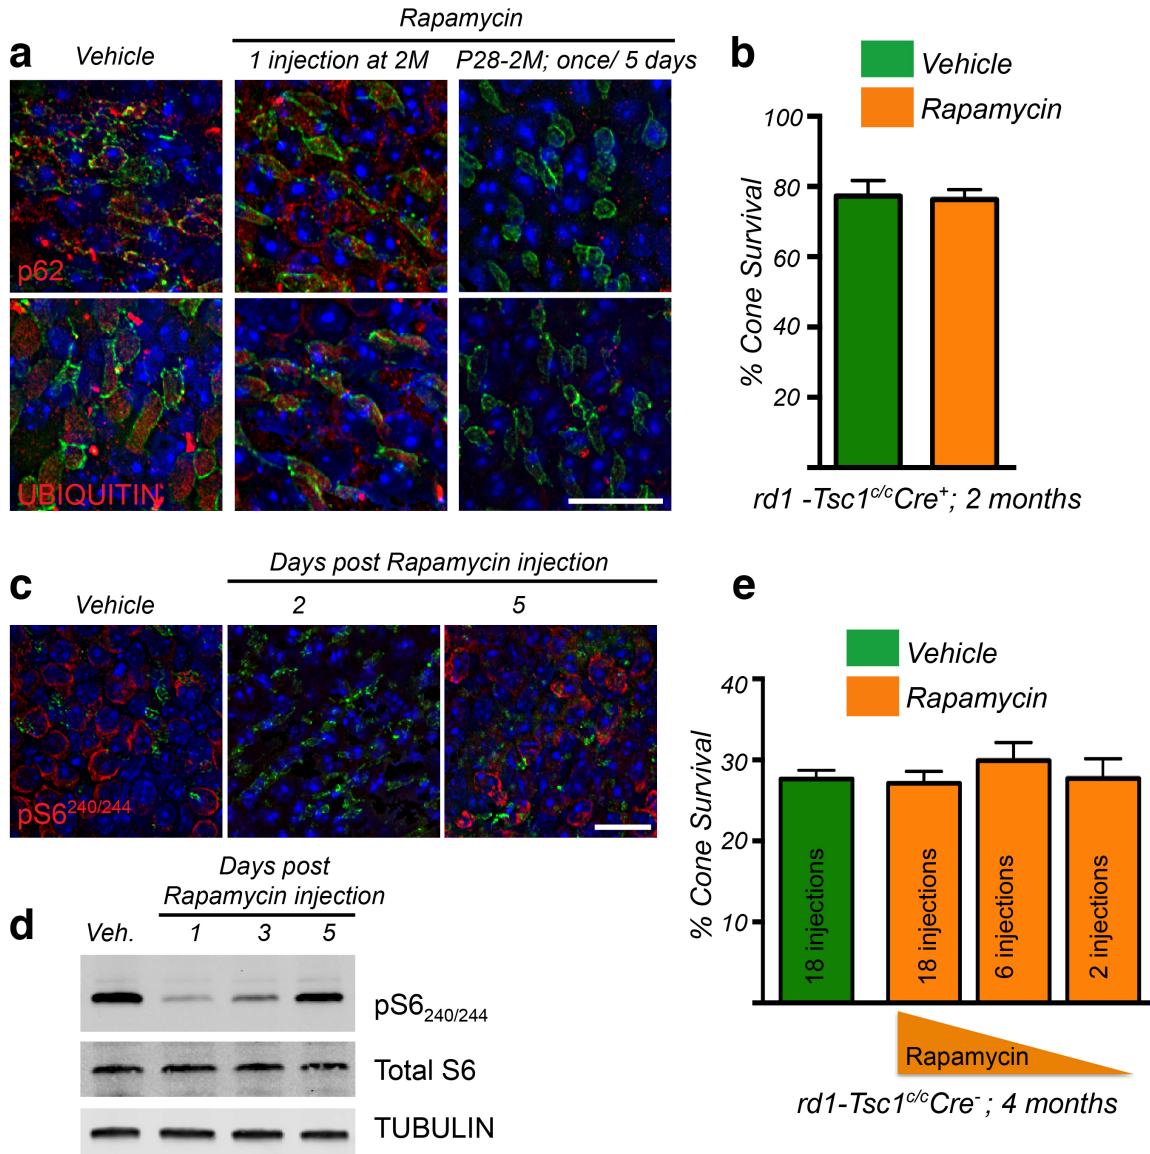 a
Vehicle
Rapamycin
1 injection at 2M
P28-2M; once/ 5 days
p62
UBIQUITIN
b
Vehicle
Rapamycin
100
80
60
40
20
% Cone Survival
rd1 -Tsc1c/cCre+; 2 months
c
Vehicle
Days post Rapamycin injection
2
5
pS6240/244
d
Days post
Rapamycin injection
Veh.
1
3
5
pS6240/244
Total S6
TUBULIN
e
Vehicle
Rapamycin
40
30
20
10
% Cone Survival
18 injections
18 injections
6 injections
2 injections
Rapamycin
rd1-Tsc1c/cCre- ; 4 months